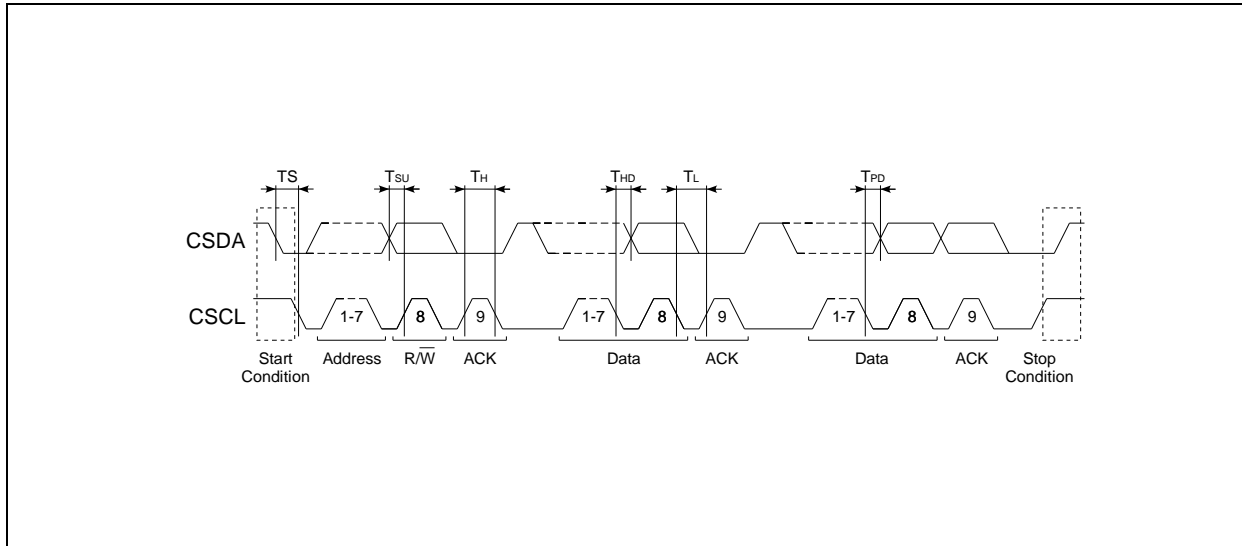 TS TSU TH THD TL TPD
CSDA
CSCL 1-7 8 9 1-7 8 9 1-7 8 9
Start Condition Address R/W̅ ACK Data ACK Data ACK Stop Condition